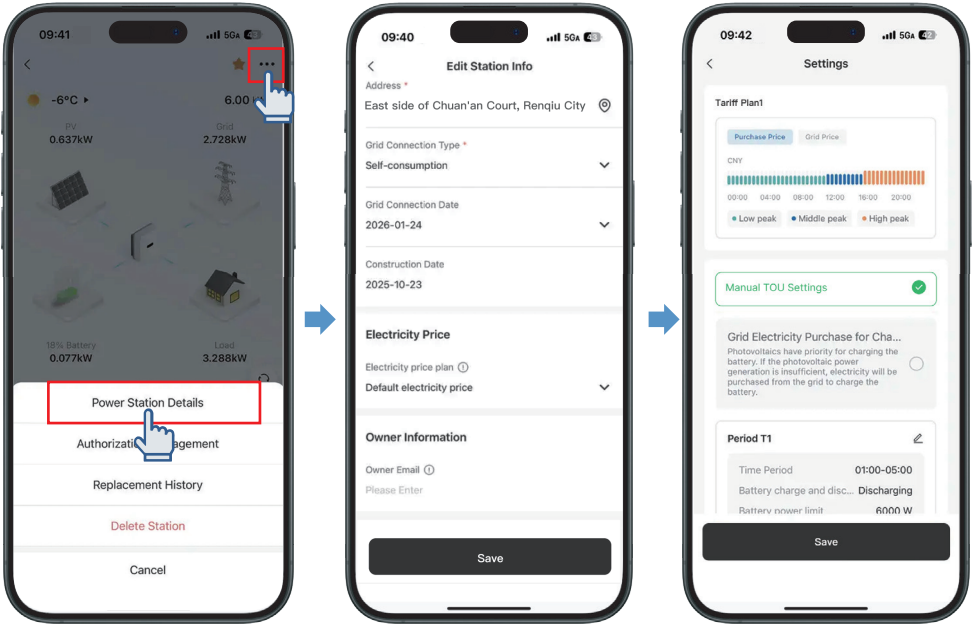 09:41
5GA 43
-6°C
6.00
PV
0.637kW
Grid
2.728kW
18% Battery
0.077kW
Load
3.288kW
Power Station Details
Replacement History
Delete Station
Cancel
09:40
5GA 43
Edit Station Info
Address *
East side of Chuan'an Court, Renqiu City
Grid Connection Type *
Self-consumption
Grid Connection Date
2026-01-24
Construction Date
2025-10-23
Electricity Price
Electricity price plan
Default electricity price
Owner Information
Owner Email
Please Enter
Save
09:42
5GA 42
Settings
Tariff Plan1
Purchase Price
Grid Price
CNY
00:00 04:00 08:00 12:00 16:00 20:00
Low peak
Middle peak
High peak
Manual TOU Settings
Grid Electricity Purchase for Cha...
Photovoltaics have priority for charging the
battery. If the photovoltaic power
generation is insufficient, electricity will be
purchased from the grid to charge the
battery.
Period T1
Time Period 01:00-05:00
Battery charge and disc... Discharging
Battery power limit 6000 W
Save